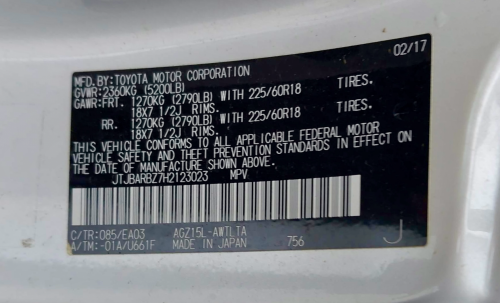 MFD.BY:TOYOTA MOTOR CORPORATION 02/17
GVWR:2360KG (5200LB)
GAWR:FRT. 1270KG (2790LB) WITH 225/60R18 TIRES.
18X7 1/2J RIMS.
RR. 1270KG (2790LB) WITH 225/60R18 TIRES.
18X7 1/2J RIMS.
THIS VEHICLE CONFORMS TO ALL APPLICABLE FEDERAL MOTOR
VEHICLE SAFETY AND THEFT PREVENTION STANDARDS IN EFFECT ON
THE DATE OF MANUFACTURE SHOWN ABOVE.
JTJBARBZ7H2123023 MPV
C/TR:085/EA03 AGZ15L-AWTLTA
A/TM:-01A/U661F MADE IN JAPAN 756 J